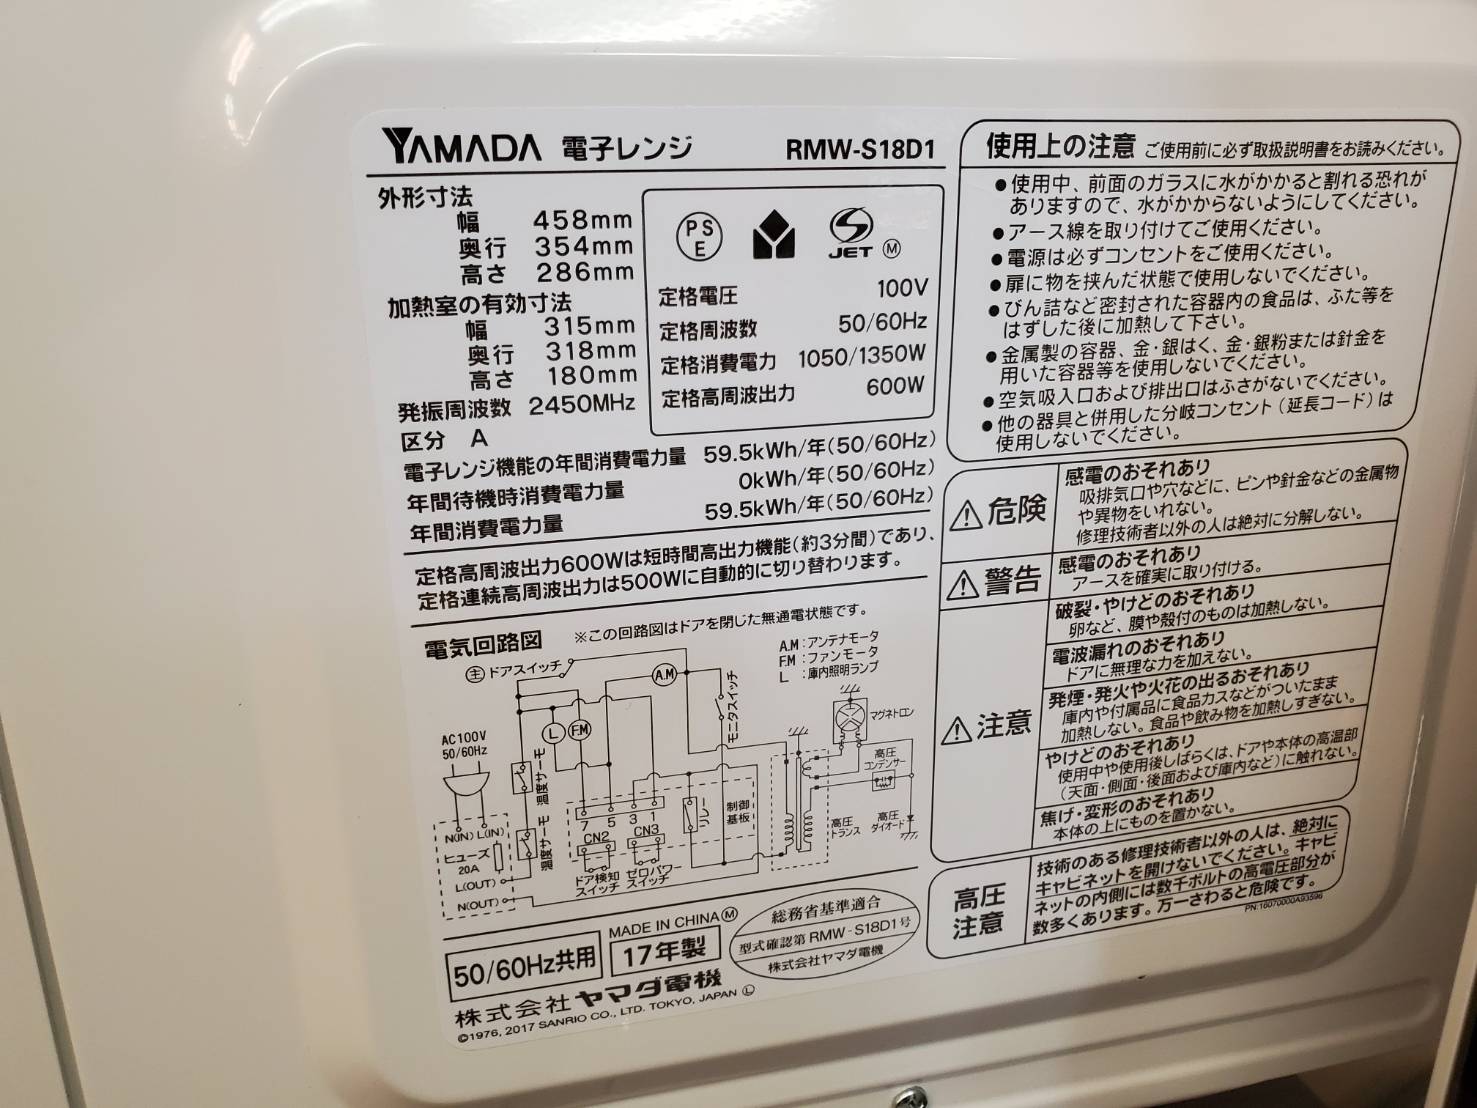 YAMADA 電子レンジ RMW-S18D1
外形寸法
幅 458mm
奥行 354mm
高さ 286mm
加熱室の有効寸法
幅 315mm
奥行 318mm
高さ 180mm
発振周波数 2450MHz
区分 A
PS
E
JET Ⓜ
定格電圧 100V
定格周波数 50/60Hz
定格消費電力 1050/1350W
定格高周波出力 600W
電子レンジ機能の年間消費電力量 59.5kWh/年(50/60Hz)
年間待機時消費電力量 0kWh/年(50/60Hz)
年間消費電力量 59.5kWh/年(50/60Hz)
定格高周波出力600Wは短時間高出力機能(約3分間)であり、
定格連続高周波出力は500Wに自動的に切り替わります。
電気回路図 ※この回路図はドアを閉じた無通電状態です。
A.M:アンテナモータ
F.M:ファンモータ
L :庫内照明ランプ
主 ドアスイッチ
A.M
モニタスイッチ
L
F.M
マグネトロン
AC100V
50/60Hz
温度サーモ
高圧
コンデンサー
制御
基板
リレー
7 5 3 1
CN2 CN3
高圧
トランス
高圧
ダイオード
N(IN) L(IN)
ヒューズ
20A
温度サーモ
L(OUT)
N(OUT)
ドア検知
スイッチ
ゼロパワー
スイッチ
50/60Hz共用
MADE IN CHINA Ⓜ
17年製
総務省基準適合
型式確認第 RMW-S18D1号
株式会社ヤマダ電機
株式会社ヤマダ電機
©1976, 2017 SANRIO CO., LTD. TOKYO, JAPAN Ⓛ
使用上の注意 ご使用前に必ず取扱説明書をお読みください。
●使用中、前面のガラスに水がかかると割れる恐れが
ありますので、水がかからないようにしてください。
●アース線を取り付けてご使用ください。
●電源は必ずコンセントをご使用ください。
●扉に物を挟んだ状態で使用しないでください。
●びん詰など密封された容器内の食品は、ふた等を
はずした後に加熱して下さい。
●金属製の容器、金・銀はく、金・銀粉または針金を
用いた容器等を使用しないでください。
●空気吸入口および排出口はふさがないでください。
●他の器具と併用した分岐コンセント(延長コード)は
使用しないでください。
危険
感電のおそれあり
吸排気口や穴などに、ピンや針金などの金属物
や異物をいれない。
修理技術者以外の人は絶対に分解しない。
警告
感電のおそれあり
アースを確実に取り付ける。
注意
破裂・やけどのおそれあり
卵など、膜や殻付のものは加熱しない。
電波漏れのおそれあり
ドアに無理な力を加えない。
発煙・発火や火花の出るおそれあり
庫内や付属品に食品カスなどがついたまま
加熱しない。食品や飲み物を加熱しすぎない。
やけどのおそれあり
使用中や使用後しばらくは、ドアや本体の高温部
(天面・側面・後面および庫内など)に触れない。
焦げ・変形のおそれあり
本体の上にものを置かない。
高圧
注意
技術のある修理技術者以外の人は、絶対に
キャビネットを開けないでください。キャビ
ネットの内側には数千ボルトの高電圧部分が
数多くあります。万一さわると危険です。
PN:16070000A93596